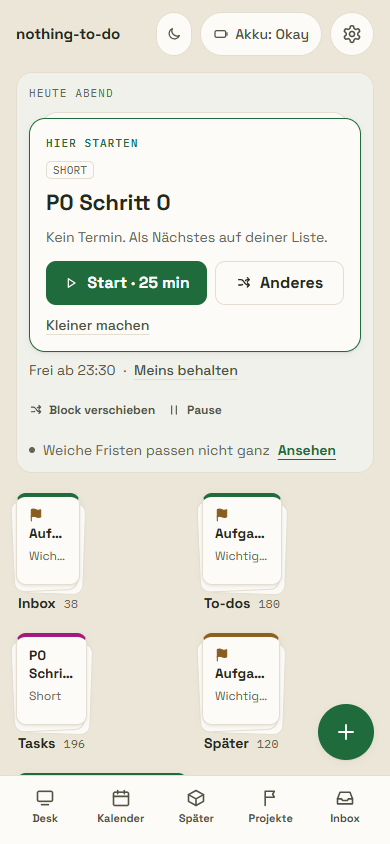 nothing-to-do
Akku: Okay
HEUTE ABEND
HIER STARTEN
SHORT
PO Schritt 0
Kein Termin. Als Nächstes auf deiner Liste.
Start · 25 min
Anderes
Kleiner machen
Frei ab 23:30 · Meins behalten
Block verschieben
Pause
Weiche Fristen passen nicht ganz Ansehen
Auf...
Wich...
Inbox 38
Aufga...
Wichtig...
To-dos 180
PO
Schri...
Short
Tasks 196
Aufga...
Wichtig...
Später 120
Desk
Kalender
Später
Projekte
Inbox